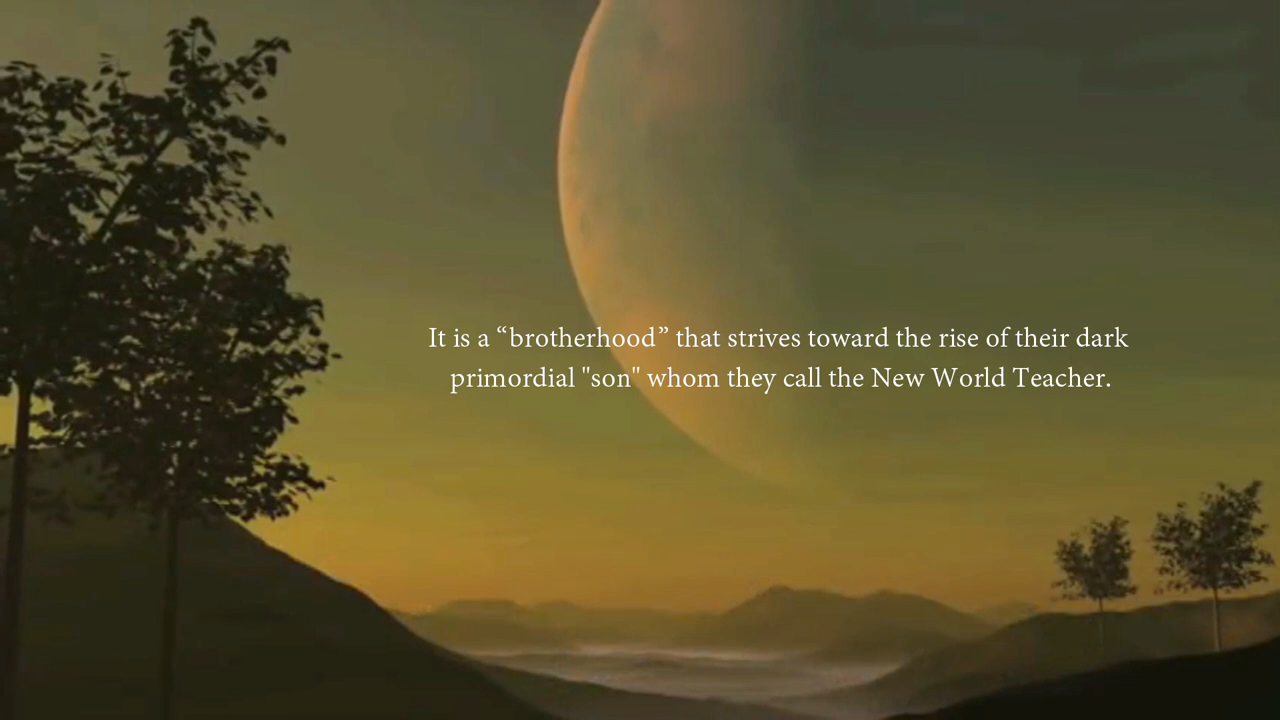 It is a “brotherhood” that strives toward the rise of their dark
primordial "son" whom they call the New World Teacher.